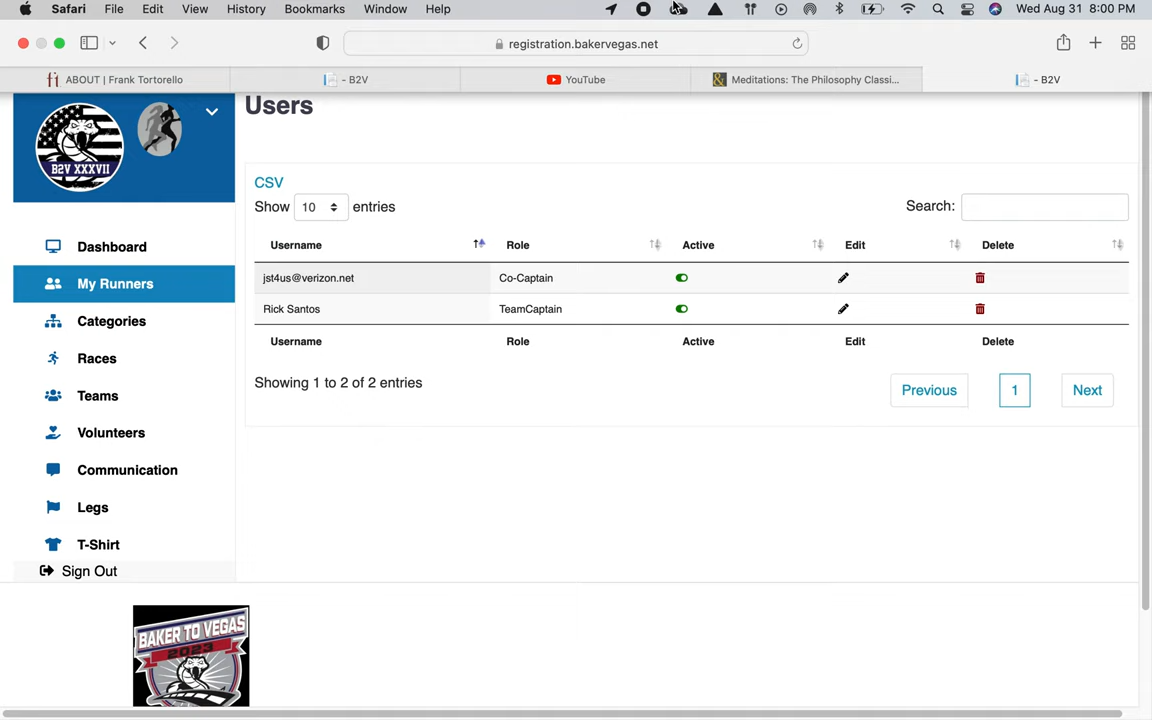 Safari File Edit View History Bookmarks Window Help Wed Aug 31 8:00 PM
registration.bakervegas.net
ABOUT | Frank Tortorello - B2V YouTube Meditations: The Philosophy Classi... - B2V
B2V XXXVII
Users
CSV
Show 10 entries Search:
Username Role Active Edit Delete
jst4us@verizon.net Co-Captain
Rick Santos TeamCaptain
Username Role Active Edit Delete
Showing 1 to 2 of 2 entries Previous 1 Next
Dashboard
My Runners
Categories
Races
Teams
Volunteers
Communication
Legs
T-Shirt
Sign Out
BAKER TO VEGAS
2023